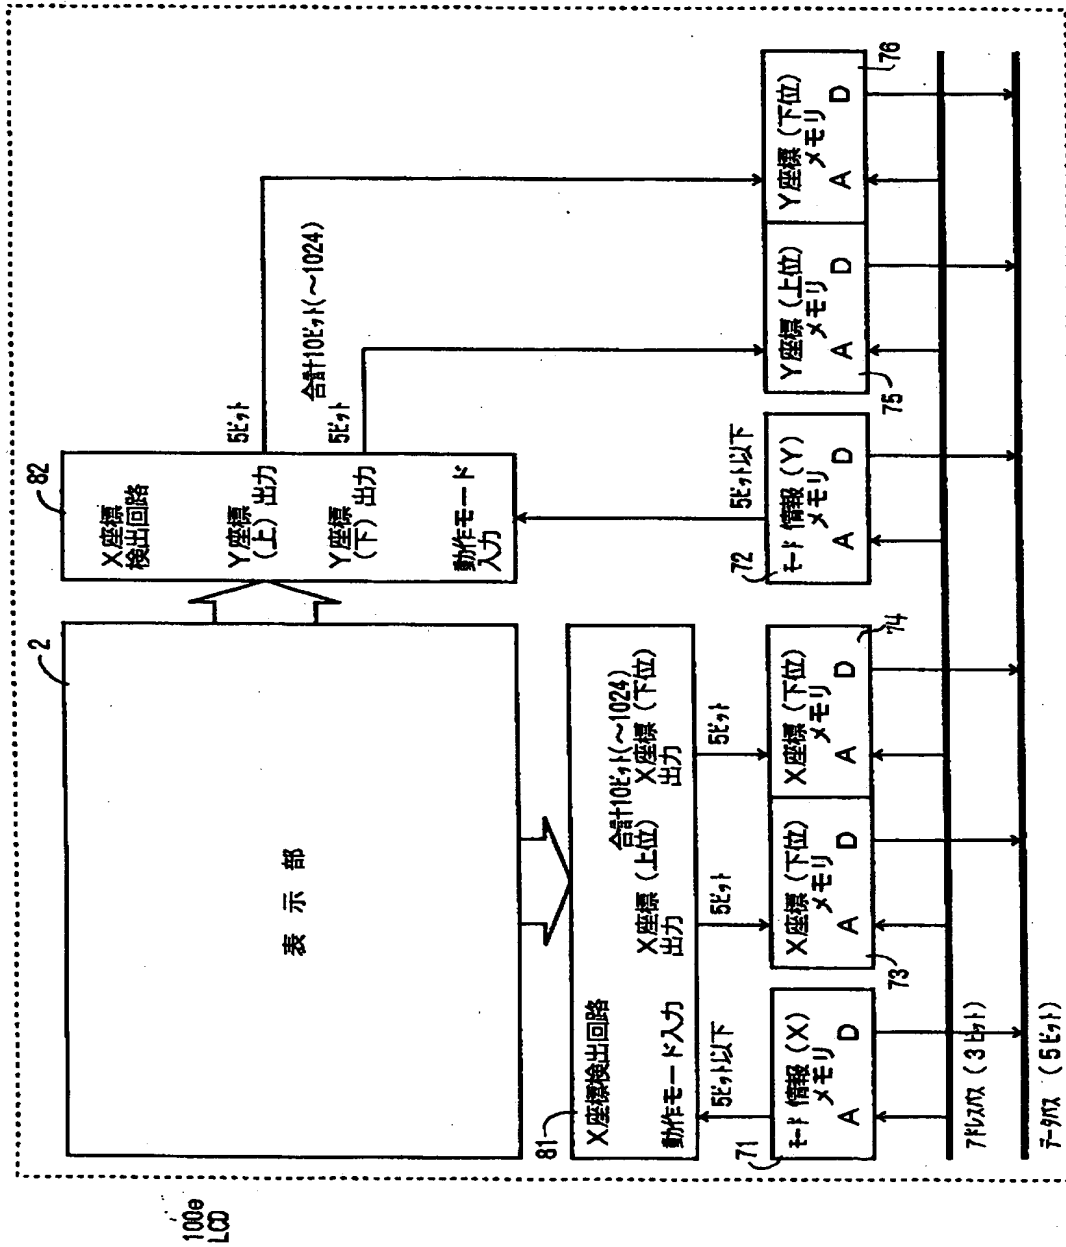 100e
LCD
2
表示部
82
X座標
検出回路
Y座標
(上) 出力
Y座標
(下) 出力
動作モード
入力
5ビット
5ビット
合計10ビット(～1024)
81
X座標検出回路
合計10ビット(～1024)
動作モード入力
X座標 (上位)
出力
X座標 (下位)
出力
5ビット以下
5ビット
5ビット
5ビット以下
71
モード情報 (X)
メモリ
A D
73
X座標 (下位)
メモリ
A D
74
X座標 (下位)
メモリ
A D
72
モード情報 (Y)
メモリ
A D
75
Y座標 (上位)
メモリ
A D
76
Y座標 (下位)
メモリ
A D
アドレスバス (3ビット)
データバス (5ビット)